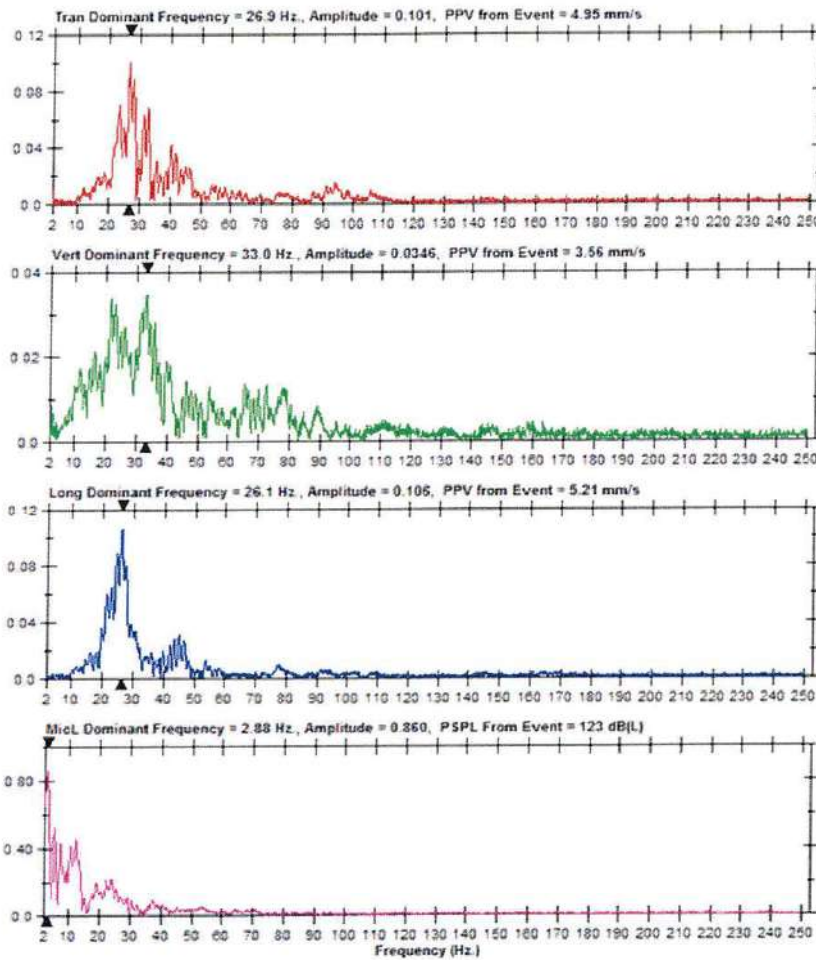 Tran Dominant Frequency = 26.9 Hz., Amplitude = 0.101, PPV from Event = 4.95 mm/s
0.12
0.08
0.04
0.0
2 10 20 30 40 50 60 70 80 90 100 110 120 130 140 150 160 170 180 190 200 210 220 230 240 250
Vert Dominant Frequency = 33.0 Hz., Amplitude = 0.0346, PPV from Event = 3.56 mm/s
0.04
0.02
0.0
2 10 20 30 40 50 60 70 80 90 100 110 120 130 140 150 160 170 180 190 200 210 220 230 240 250
Long Dominant Frequency = 26.1 Hz., Amplitude = 0.106, PPV from Event = 5.21 mm/s
0.12
0.08
0.04
0.0
2 10 20 30 40 50 60 70 80 90 100 110 120 130 140 150 160 170 180 190 200 210 220 230 240 250
MicL Dominant Frequency = 2.88 Hz., Amplitude = 0.860, PSPL From Event = 123 dB(L)
0.80
0.40
0.0
2 10 20 30 40 50 60 70 80 90 100 110 120 130 140 150 160 170 180 190 200 210 220 230 240 250
Frequency (Hz.)